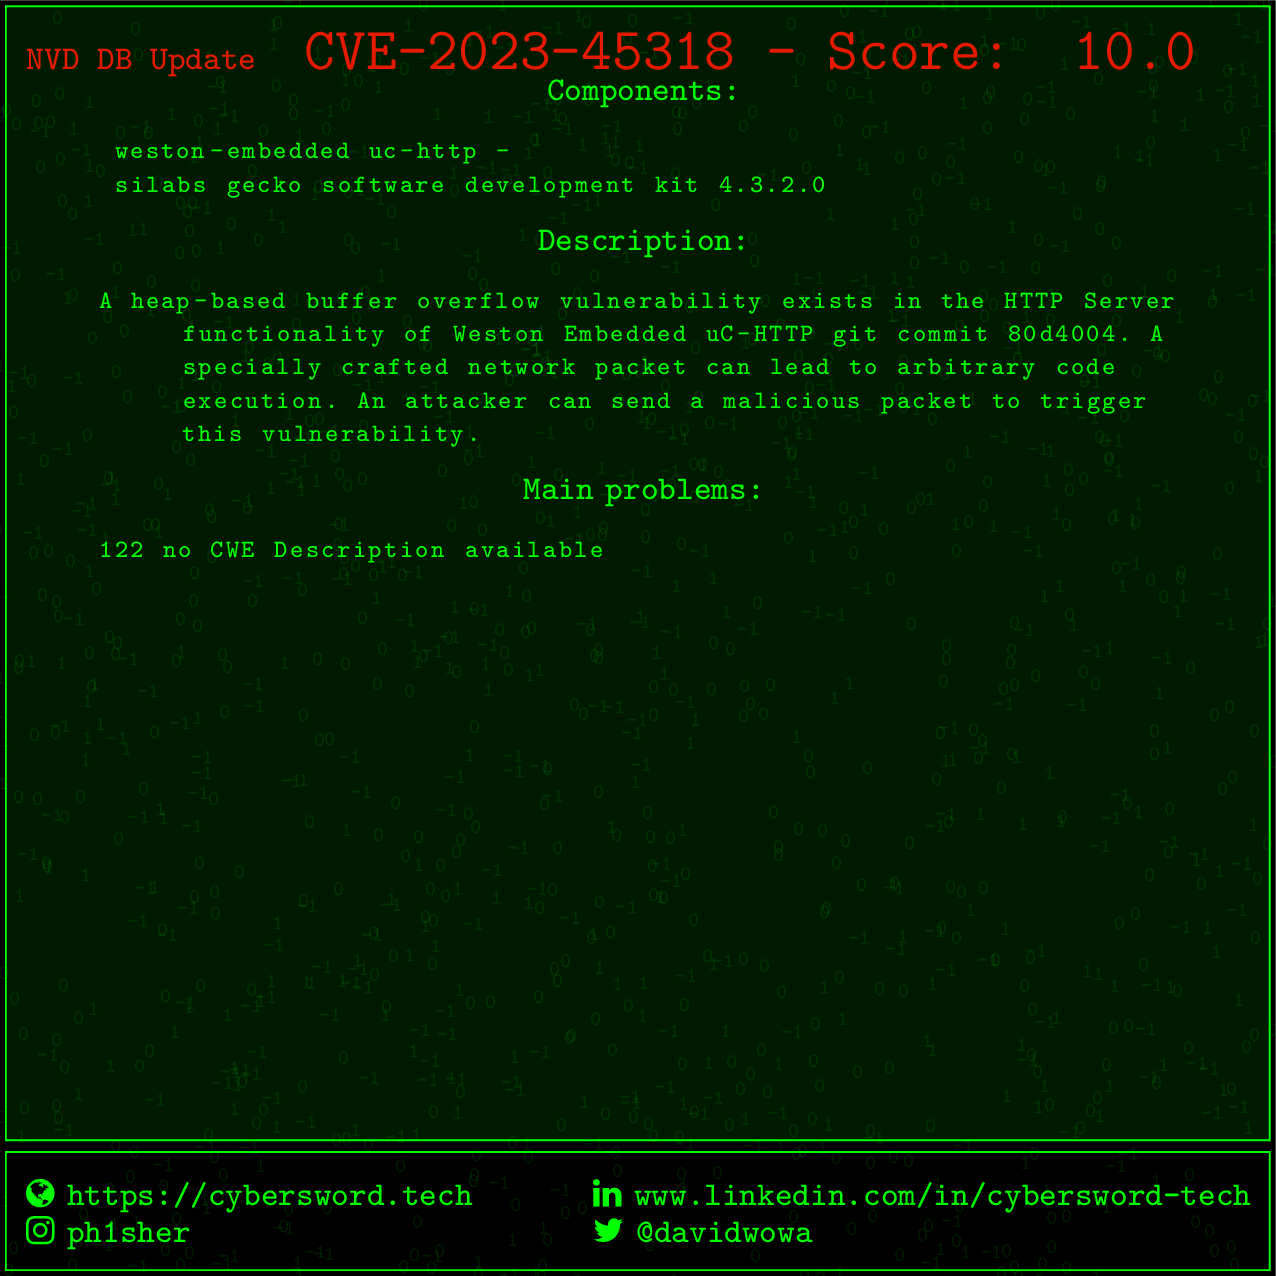 NVD DB Update CVE-2023-45318 - Score: 10.0
Components:
weston-embedded uc-http -
silabs gecko software development kit 4.3.2.0
Description:
A heap-based buffer overflow vulnerability exists in the HTTP Server
functionality of Weston Embedded uC-HTTP git commit 80d4004. A
specially crafted network packet can lead to arbitrary code
execution. An attacker can send a malicious packet to trigger
this vulnerability.
Main problems:
122 no CWE Description available
https://cybersword.tech www.linkedin.com/in/cybersword-tech
ph1sher @davidwowa